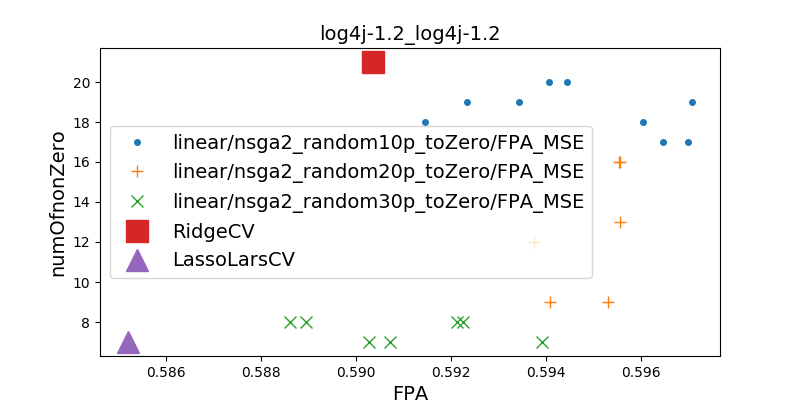 log4j-1.2_log4j-1.2
numOfnonZero
20
18
16
14
12
10
8
linear/nsga2_random10p_toZero/FPA_MSE
linear/nsga2_random20p_toZero/FPA_MSE
linear/nsga2_random30p_toZero/FPA_MSE
RidgeCV
LassoLarsCV
0.586 0.588 0.590 0.592 0.594 0.596
FPA